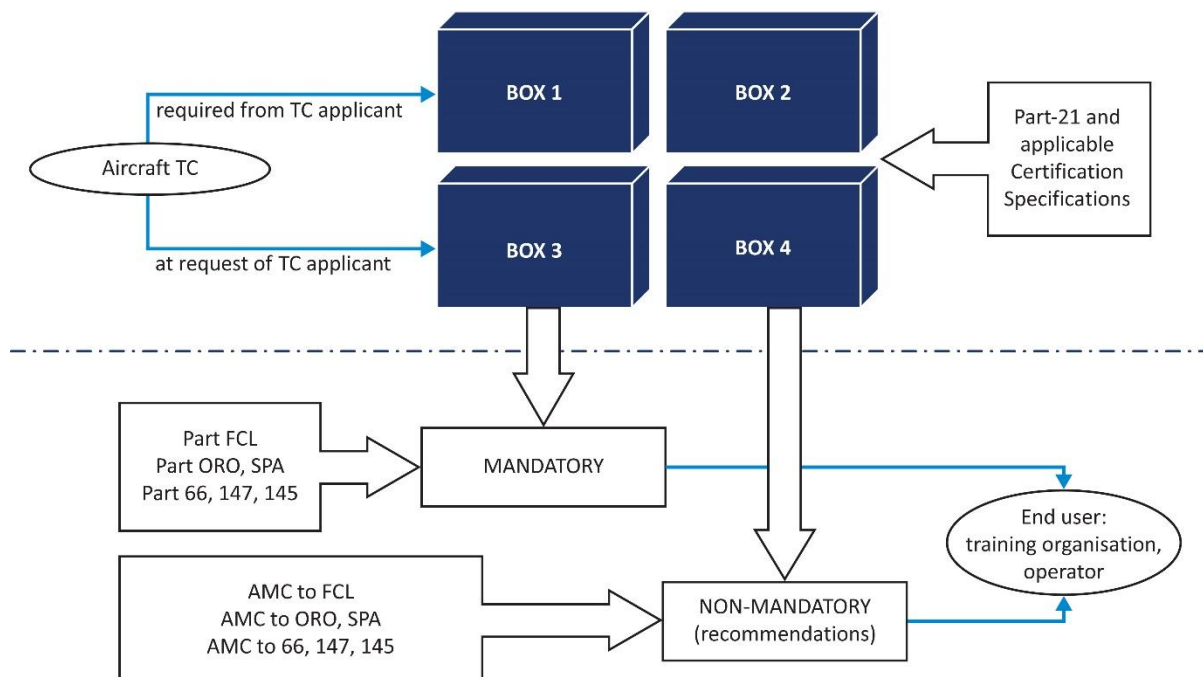 BOX 1
BOX 2
required from TC applicant
Part-21 and
applicable
Certification
Specifications
Aircraft TC
BOX 3
BOX 4
at request of TC applicant
Part FCL
Part ORO, SPA
Part 66, 147, 145
MANDATORY
End user:
training organisation,
operator
AMC to FCL
AMC to ORO, SPA
AMC to 66, 147, 145
NON-MANDATORY
(recommendations)